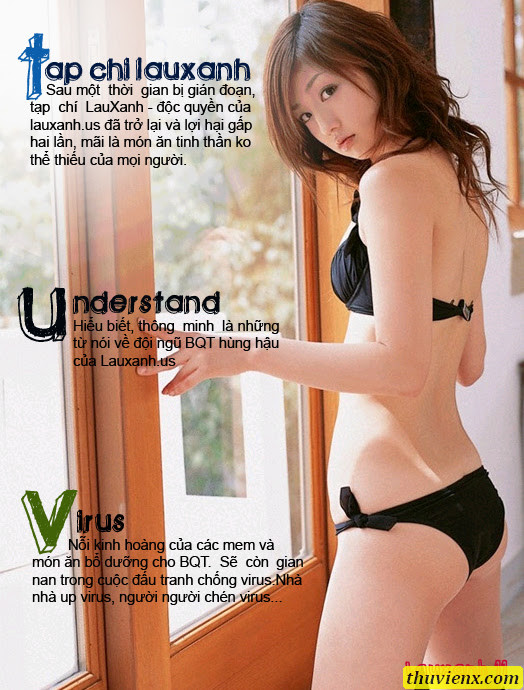 tap chi lauxanh
Sau một thời gian bị gián đoạn,
tạp chí LauXanh - độc quyền của
lauxanh.us đã trở lại và lợi hại gấp
hai lần, mãi là món ăn tinh thần ko
thể thiếu của mọi người.
Understand
Hiểu biết, thông minh là những
từ nói về đội ngũ BQT hùng hậu
của Lauxanh.us
Virus
Nỗi kinh hoàng của các mem và
món ăn bổ dưỡng cho BQT. Sẽ còn gian
nan trong cuộc đấu tranh chống virus.Nhà
nhà up virus, người người chén virus...
thuvienx.com